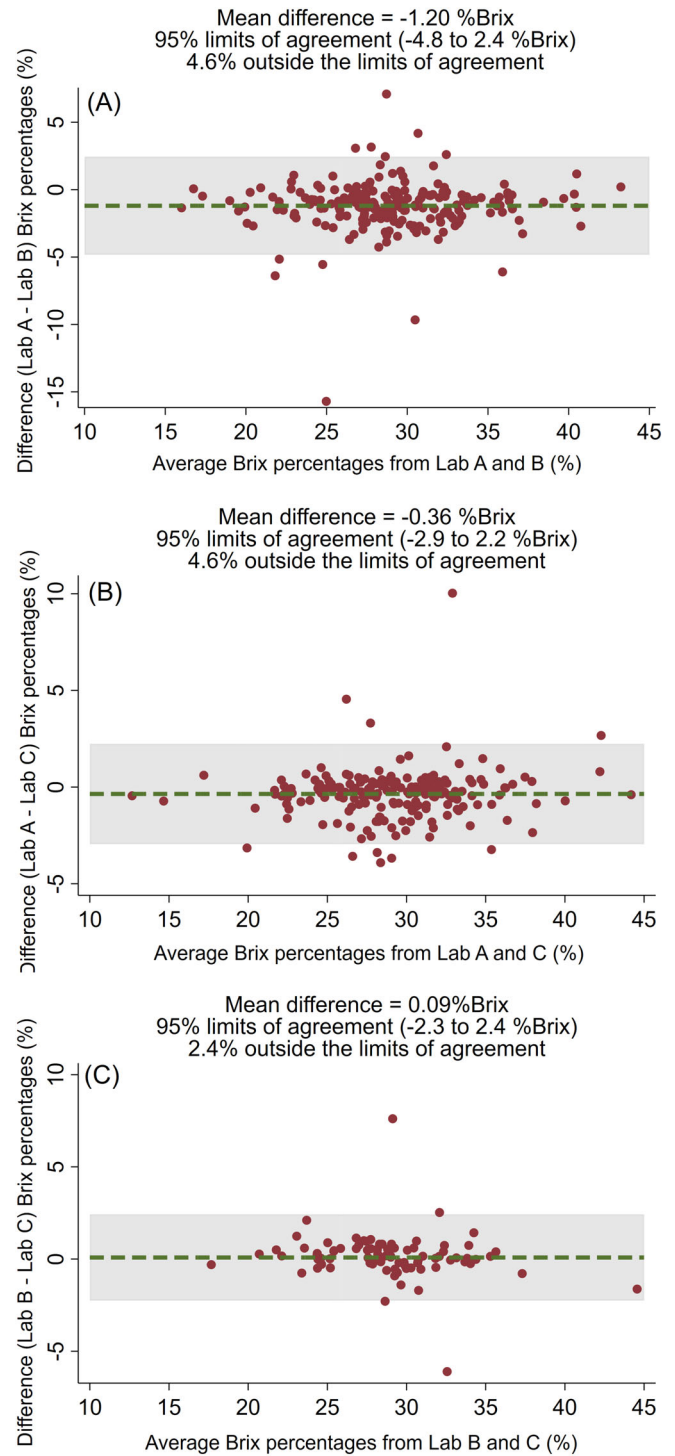 Mean difference = -1.20 %Brix
95% limits of agreement (-4.8 to 2.4 %Brix)
4.6% outside the limits of agreement
(A)
Difference (Lab A - Lab B) Brix percentages (%)
5
0
-5
-10
-15
10 15 20 25 30 35 40 45
Average Brix percentages from Lab A and B (%)
Mean difference = -0.36 %Brix
95% limits of agreement (-2.9 to 2.2 %Brix)
4.6% outside the limits of agreement
(B)
Difference (Lab A - Lab C) Brix percentages (%)
10
5
0
-5
10 15 20 25 30 35 40 45
Average Brix percentages from Lab A and C (%)
Mean difference = 0.09%Brix
95% limits of agreement (-2.3 to 2.4 %Brix)
2.4% outside the limits of agreement
(C)
Difference (Lab B - Lab C) Brix percentages (%)
10
5
0
-5
10 15 20 25 30 35 40 45
Average Brix percentages from Lab B and C (%)